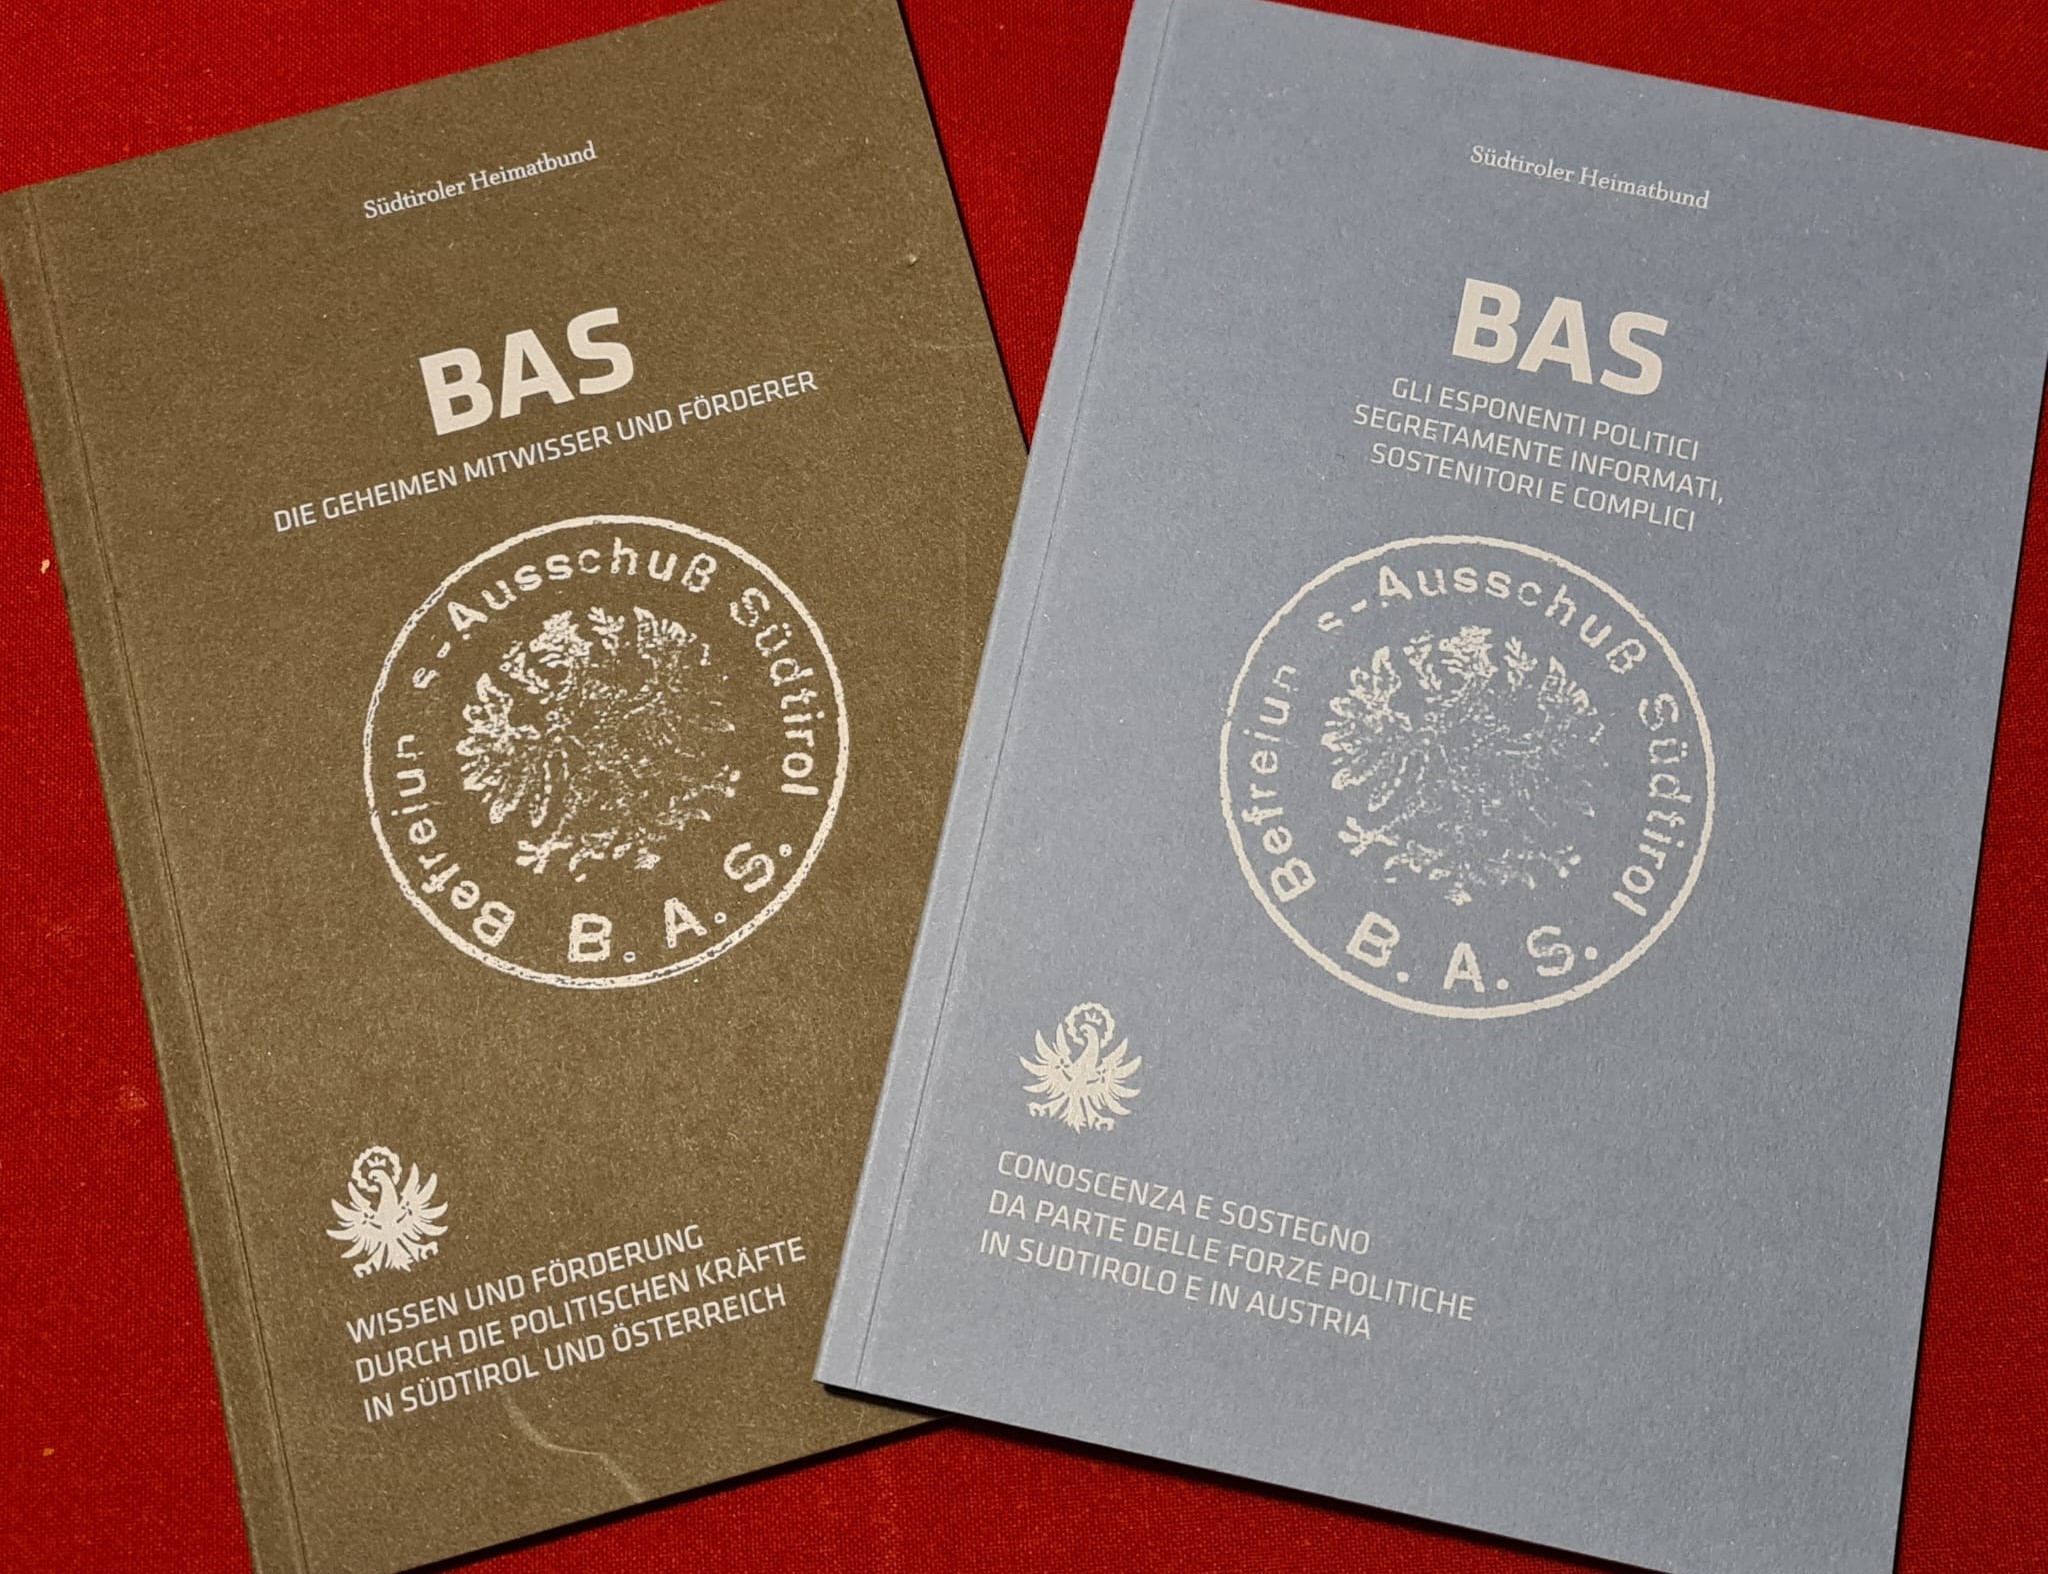 Südtiroler Heimatbund
BAS
DIE GEHEIMEN MITWISSER UND FÖRDERER
Befreiun s-Ausschuß Südtirol
B. A. S.
WISSEN UND FÖRDERUNG
DURCH DIE POLITISCHEN KRÄFTE
IN SÜDTIROL UND ÖSTERREICH
Südtiroler Heimatbund
BAS
GLI ESPONENTI POLITICI
SEGRETAMENTE INFORMATI,
SOSTENITORI E COMPLICI
Befreiun s-Ausschuß Südtirol
B. A. S.
CONOSCENZA E SOSTEGNO
DA PARTE DELLE FORZE POLITICHE
IN SUDTIROLO E IN AUSTRIA